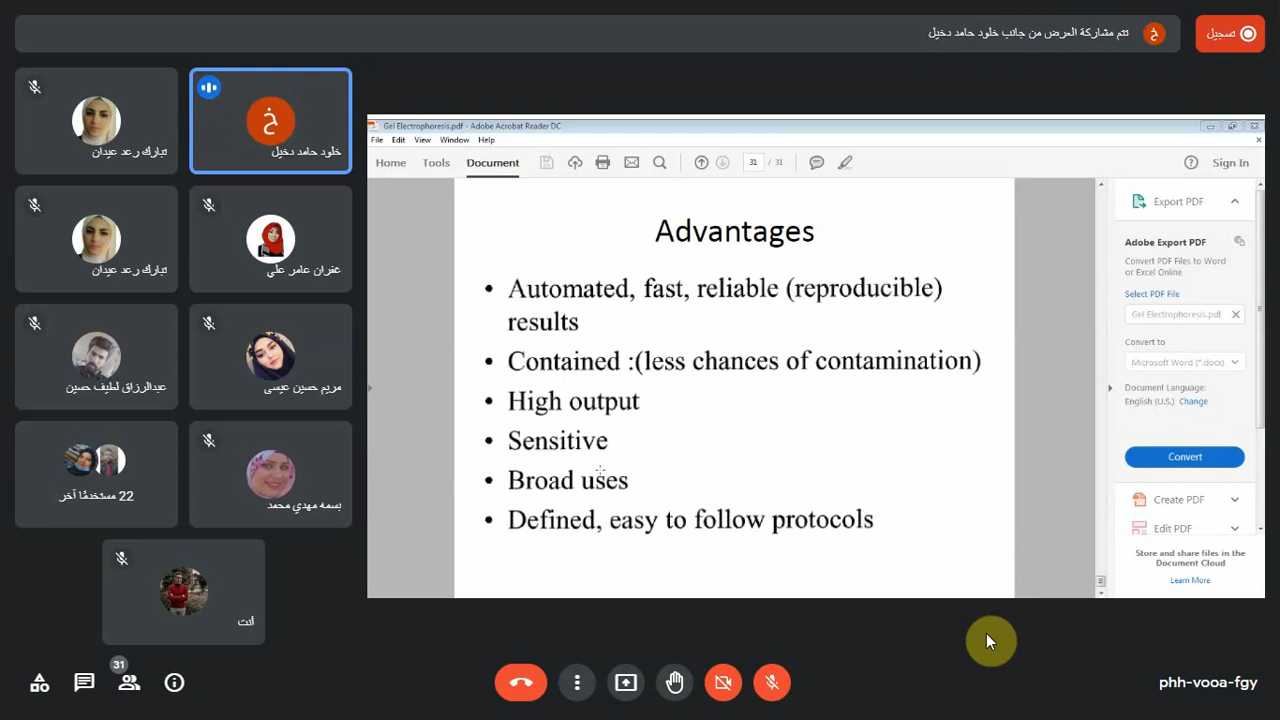 تتم مشاركة العرض من جانب خلود حامد دخيل
خ
تسجيل
تبارك رعد عيدان
خ
خلود حامد دخيل
تبارك رعد عيدان
غفران عامر علي
عبدالرزاق لطيف حسين
مريم حسين عيسى
22 مستخدمًا آخر
بسمه مهدي محمد
أنت
Gel Electrophoresis.pdf - Adobe Acrobat Reader DC
File Edit View Window Help
Home Tools Document 31 / 31 Sign In
Advantages
• Automated, fast, reliable (reproducible)
results
• Contained :(less chances of contamination)
• High output
• Sensitive
• Broad uses
• Defined, easy to follow protocols
Export PDF
Adobe Export PDF
Convert PDF Files to Word
or Excel Online
Select PDF File
Gel Electrophoresis.pdf
Convert to
Microsoft Word (*.docx)
Document Language:
English (U.S.) Change
Convert
Create PDF
Edit PDF
Store and share files in the
Document Cloud
Learn More
31
phh-vooa-fgy